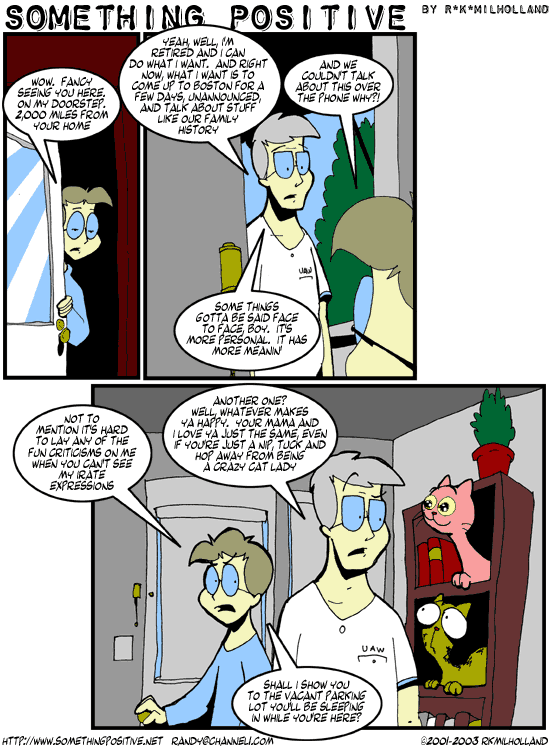 SOMETHING POSITIVE BY R*K*MILHOLLAND
WOW. FANCY
SEEING YOU HERE.
ON MY DOORSTEP.
2,000 MILES FROM
YOUR HOME
YEAH, WELL, I'M
RETIRED AND I CAN
DO WHAT I WANT. AND RIGHT
NOW, WHAT I WANT IS TO
COME UP TO BOSTON FOR A
FEW DAYS, UNANNOUNCED,
AND TALK ABOUT STUFF
LIKE OUR FAMILY
HISTORY
AND WE
COULDN'T TALK
ABOUT THIS OVER
THE PHONE WHY?!
UAW
SOME THINGS
GOTTA BE SAID FACE
TO FACE, BOY. IT'S
MORE PERSONAL. IT HAS
MORE MEANIN'
NOT TO
MENTION IT'S HARD
TO LAY ANY OF THE
FUN CRITICISMS ON ME
WHEN YOU CAN'T SEE
MY IRATE
EXPRESSIONS
ANOTHER ONE?
WELL, WHATEVER MAKES
YA HAPPY. YOUR MAMA AND
I LOVE YA JUST THE SAME, EVEN
IF YOU'RE JUST A NIP, TUCK AND
HOP AWAY FROM BEING
A CRAZY CAT LADY
UAW
SHALL I SHOW YOU
TO THE VACANT PARKING
LOT YOU'LL BE SLEEPING
IN WHILE YOU'RE HERE?
HTTP://WWW.SOMETHINGPOSITIVE.NET RANDY@CHANNEL1.COM ©2001-2003 RKMILHOLLAND